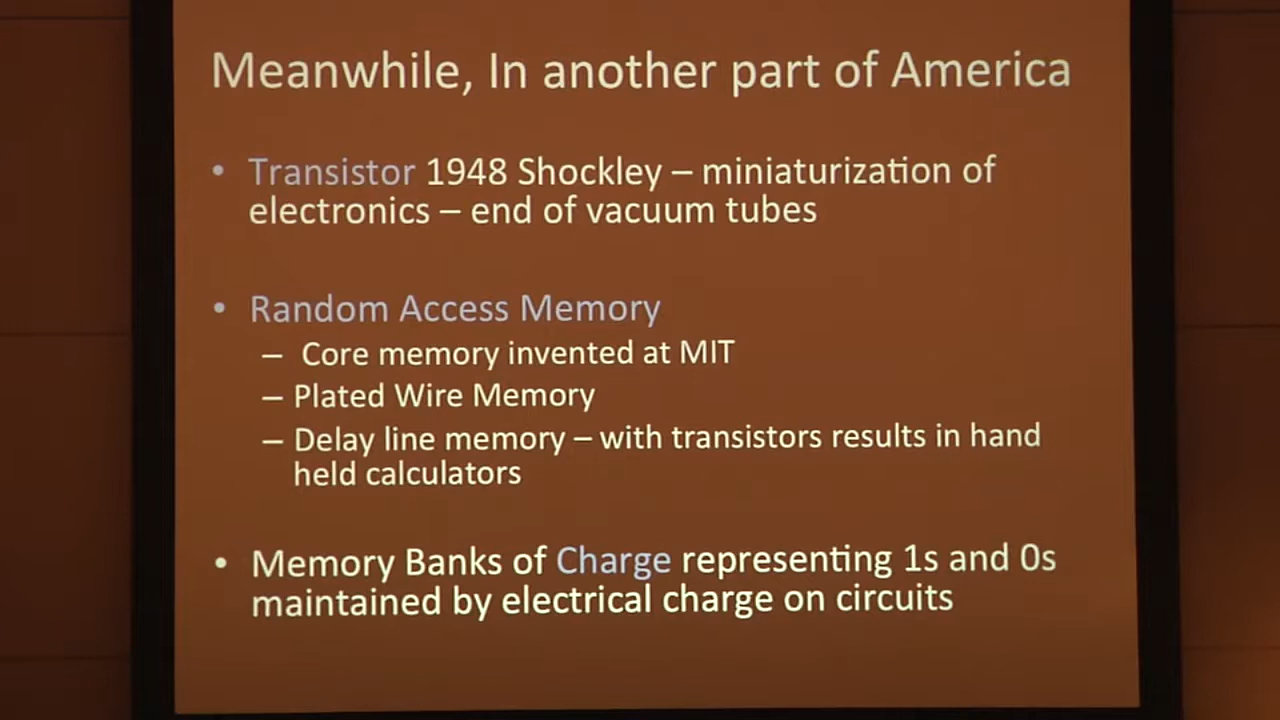 Meanwhile, In another part of America
• Transistor 1948 Shockley – miniaturization of
electronics – end of vacuum tubes
• Random Access Memory
– Core memory invented at MIT
– Plated Wire Memory
– Delay line memory – with transistors results in hand
held calculators
• Memory Banks of Charge representing 1s and 0s
maintained by electrical charge on circuits